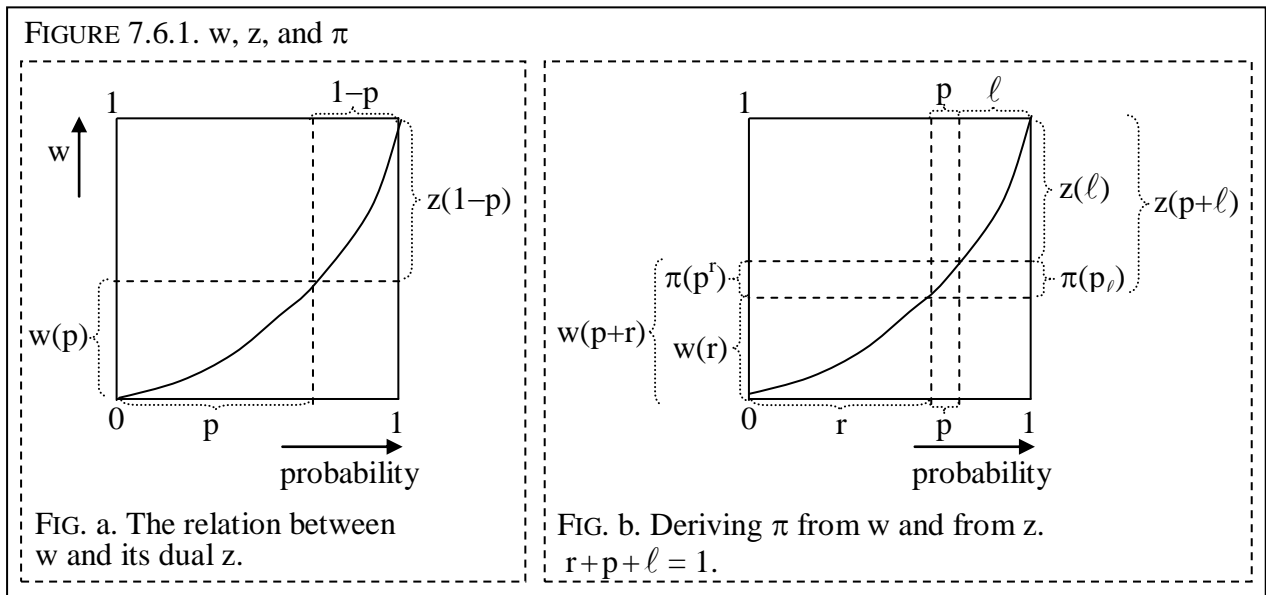 FIGURE 7.6.1. w, z, and π
1
1−p
w
z(1−p)
w(p)
0
p
1
probability
FIG. a. The relation between
w and its dual z.
p
ℓ
1
z(ℓ)
z(p+ℓ)
π(pʳ)
π(p_ℓ)
w(p+r)
w(r)
0
r
p
1
probability
FIG. b. Deriving π from w and from z.
r+p+ℓ = 1.